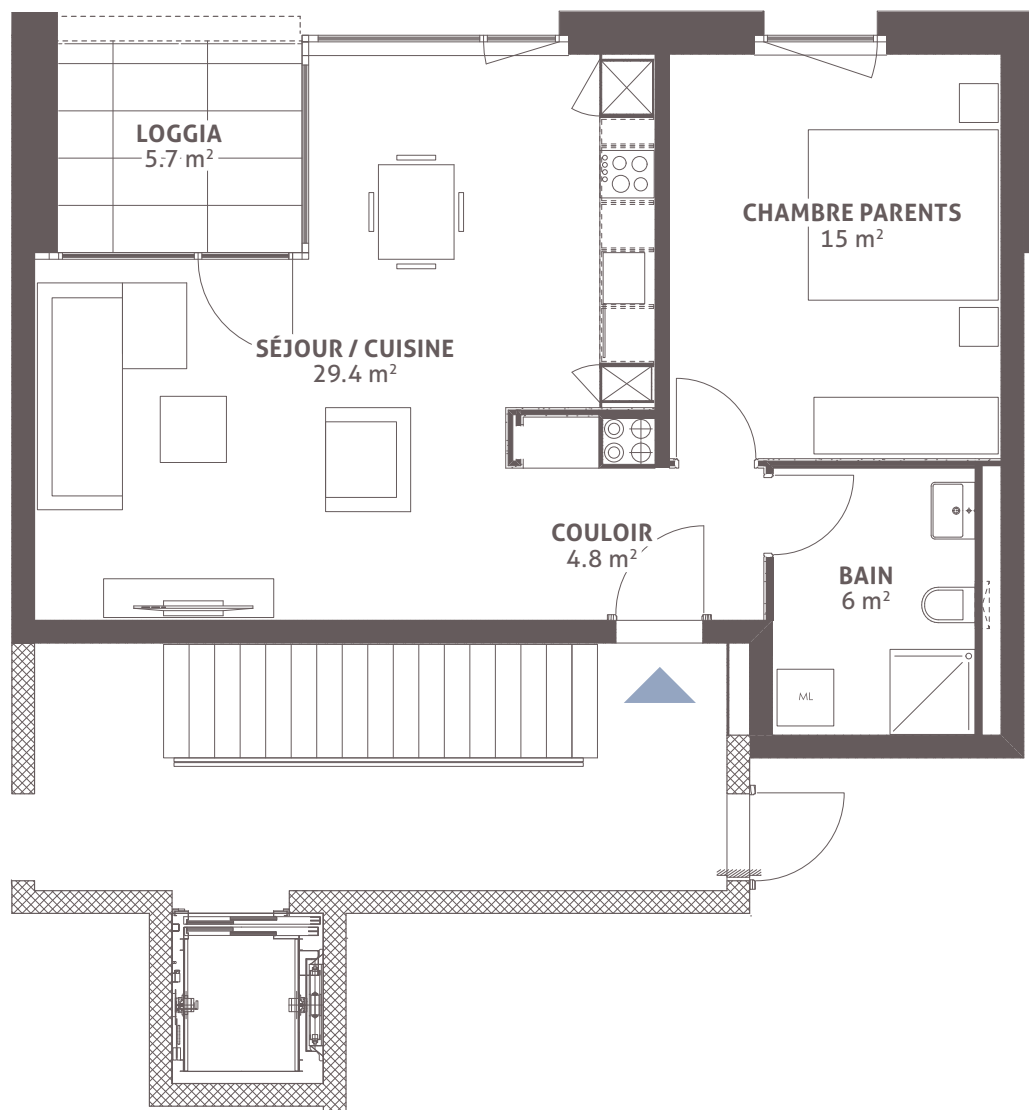 LOGGIA
5.7 m²
CHAMBRE PARENTS
15 m²
SÉJOUR / CUISINE
29.4 m²
COULOIR
4.8 m²
BAIN
6 m²
ML